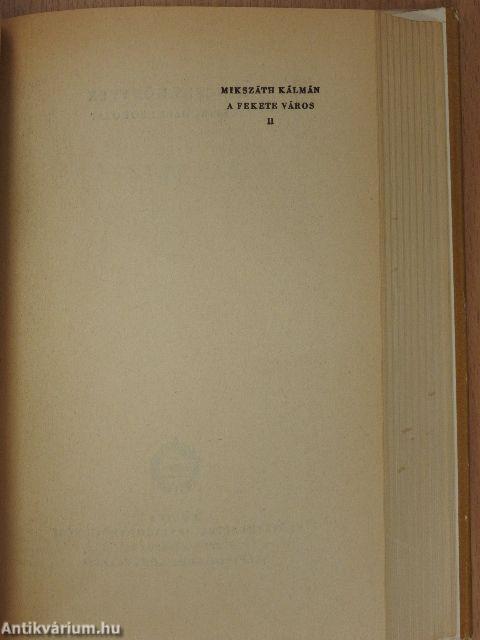 MIKSZÁTH KÁLMÁN
A FEKETE VÁROS
II
Antikvárium.hu